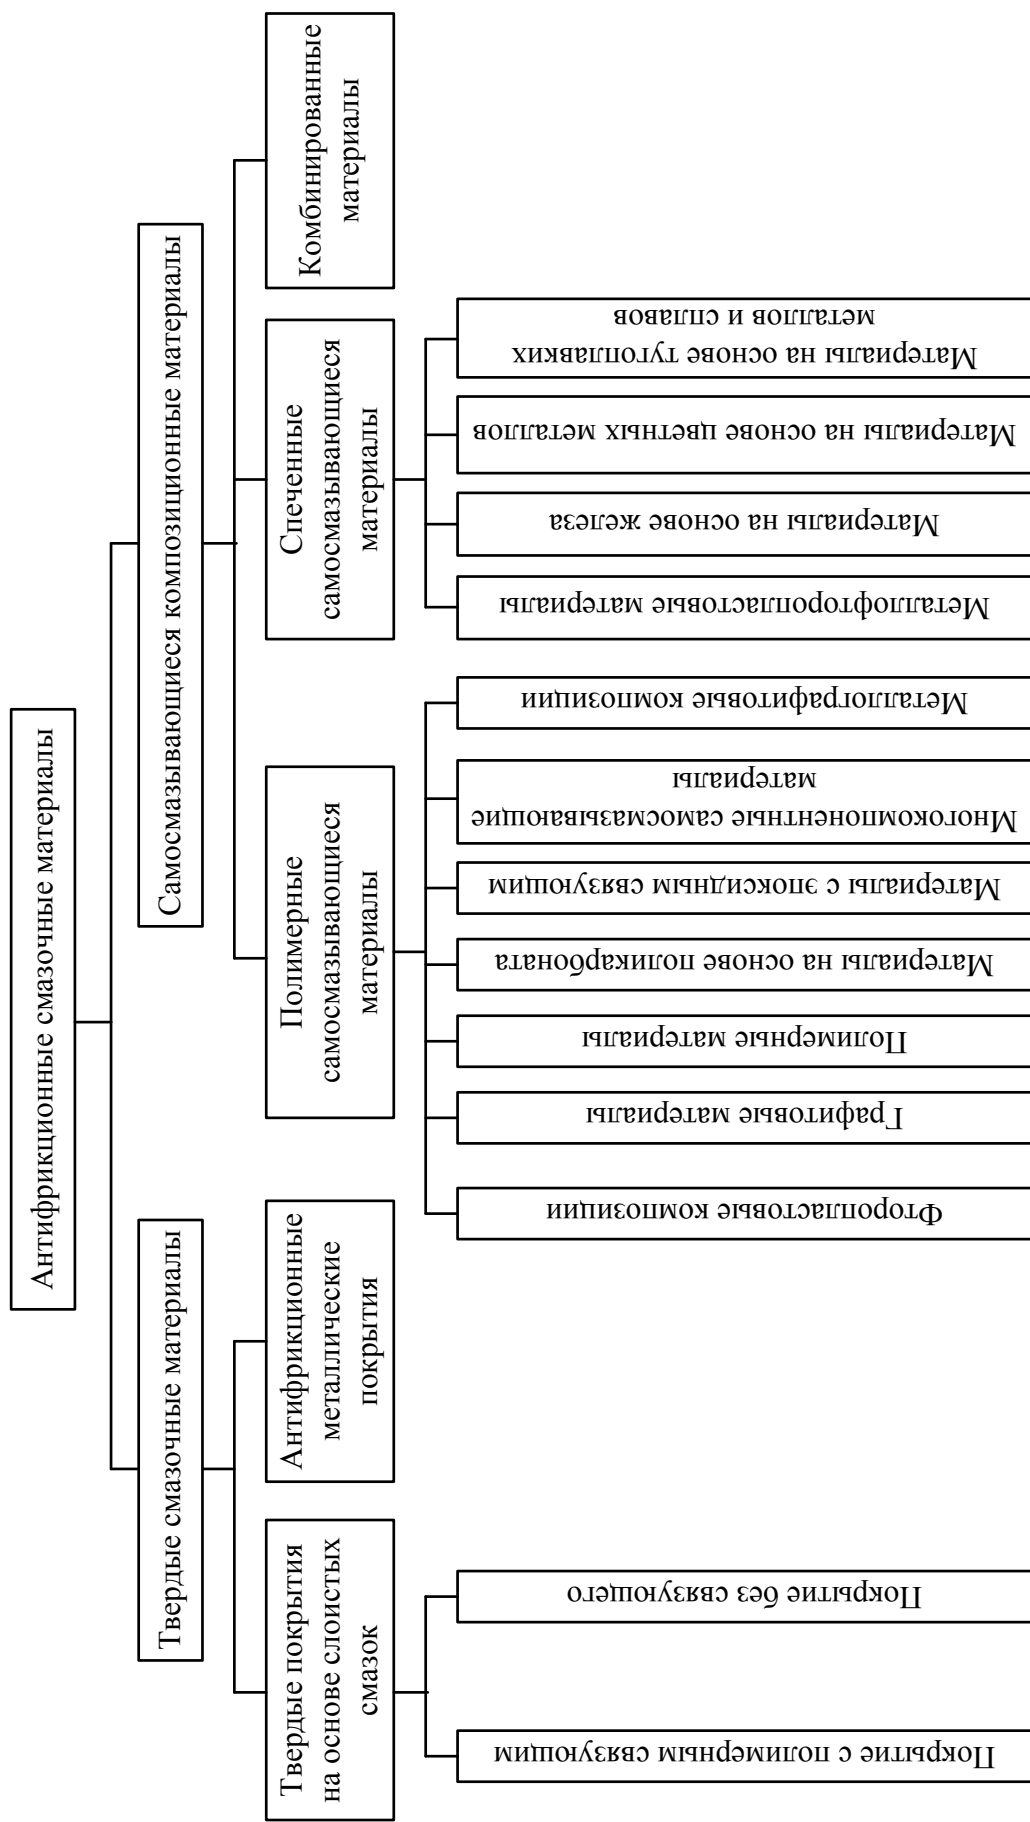 Антифрикционные смазочные материалы
Твердые смазочные материалы
Самосмазывающиеся композиционные материалы
Твердые покрытия
на основе слоистых
смазок
Антифрикционные
металлические
покрытия
Полимерные
самосмазывающиеся
материалы
Спеченные
самосмазывающиеся
материалы
Комбинированные
материалы
Покрытие с полимерным связующим
Покрытие без связующего
Фторопластовые композиции
Графитовые материалы
Полимерные материалы
Материалы на основе поликарбоната
Материалы с эпоксидным связующим
Многокомпонентные самосмазывающие
материалы
Металлографитовые композиции
Металлофторопластовые материалы
Материалы на основе железа
Материалы на основе цветных металлов
Материалы на основе тугоплавких
металлов и сплавов